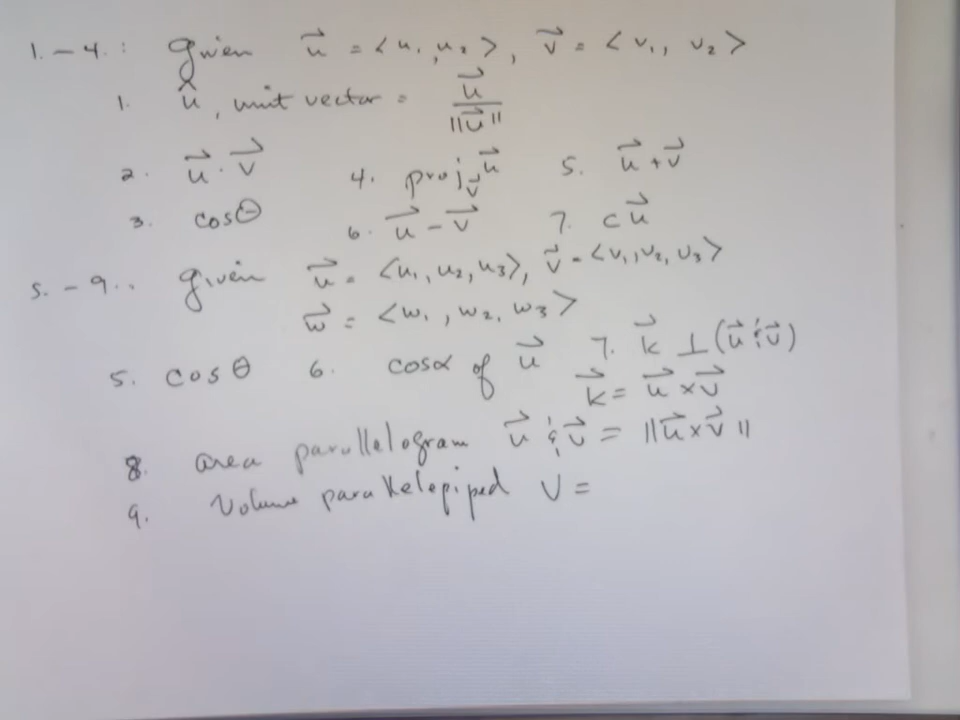 1. – 4. : given u⃗ = <u₁, u₂>, v⃗ = <v₁, v₂>
1. û, unit vector = u⃗ / ||u⃗||
2. u⃗ · v⃗ 4. proj_v⃗ u⃗ 5. u⃗ + v⃗
3. cosθ 6. u⃗ – v⃗ 7. c u⃗
5. – 9. . given u⃗ = <u₁, u₂, u₃>, v⃗ = <v₁, v₂, v₃>
w⃗ = <w₁, w₂, w₃>
5. cos θ 6. cosα of u⃗ 7. k⃗ ⊥ (u⃗ & v⃗)
k⃗ = u⃗ × v⃗
8. area parallelogram u⃗ & v⃗ = ||u⃗ × v⃗||
9. Volume parallelepiped V =